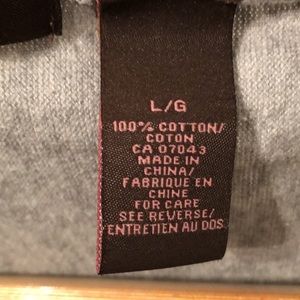 L/G
100% COTTON/
COTON
CA 07043
MADE IN
CHINA/
FABRIQUE EN
CHINE
FOR CARE
SEE REVERSE/
ENTRETIEN AU DOS.